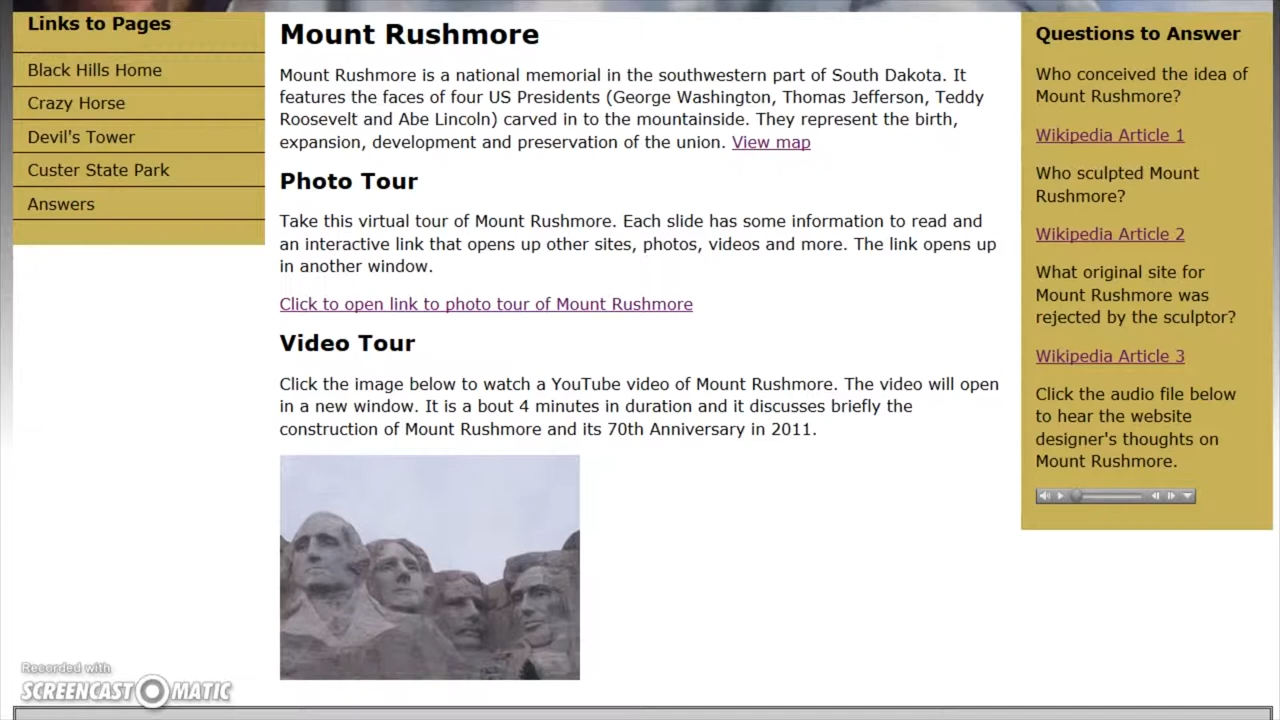 Links to Pages
Black Hills Home
Crazy Horse
Devil's Tower
Custer State Park
Answers
Mount Rushmore
Mount Rushmore is a national memorial in the southwestern part of South Dakota. It
features the faces of four US Presidents (George Washington, Thomas Jefferson, Teddy
Roosevelt and Abe Lincoln) carved in to the mountainside. They represent the birth,
expansion, development and preservation of the union. View map
Photo Tour
Take this virtual tour of Mount Rushmore. Each slide has some information to read and
an interactive link that opens up other sites, photos, videos and more. The link opens up
in another window.
Click to open link to photo tour of Mount Rushmore
Video Tour
Click the image below to watch a YouTube video of Mount Rushmore. The video will open
in a new window. It is a bout 4 minutes in duration and it discusses briefly the
construction of Mount Rushmore and its 70th Anniversary in 2011.
Questions to Answer
Who conceived the idea of
Mount Rushmore?
Wikipedia Article 1
Who sculpted Mount
Rushmore?
Wikipedia Article 2
What original site for
Mount Rushmore was
rejected by the sculptor?
Wikipedia Article 3
Click the audio file below
to hear the website
designer's thoughts on
Mount Rushmore.
Recorded with
SCREENCAST-O-MATIC